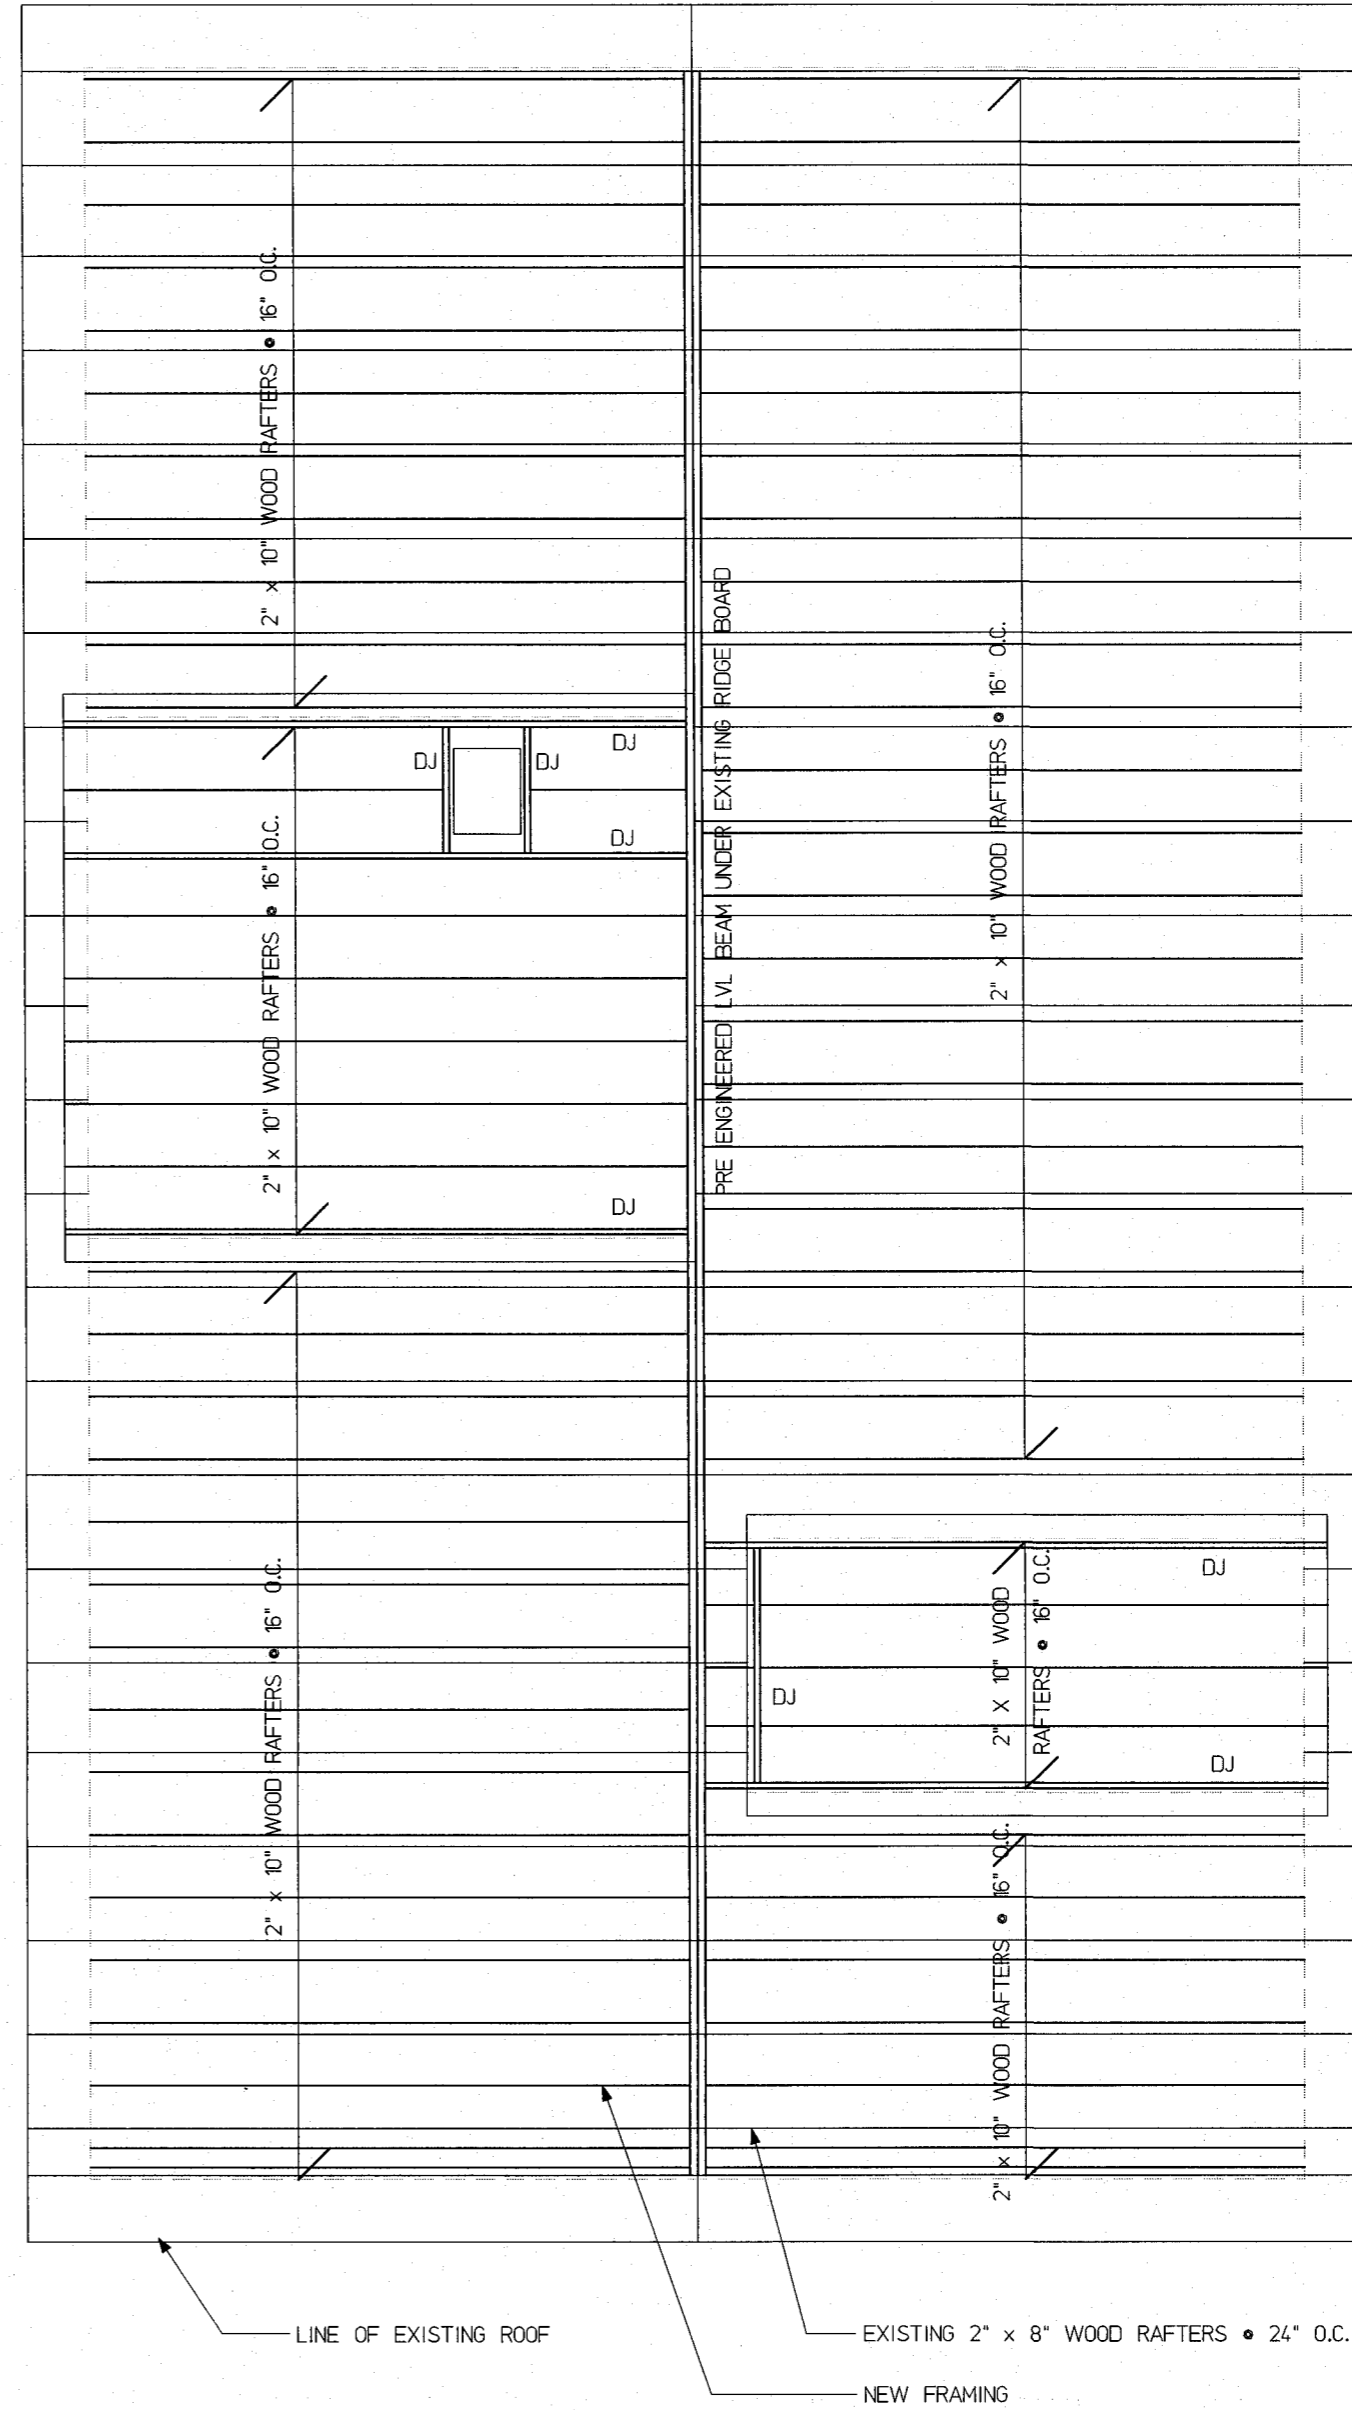 2" x 10" WOOD RAFTERS @ 16" O.C.
DJ
DJ
DJ
DJ
2" x 10" WOOD RAFTERS @ 16" O.C.
PRE ENGINEERED LVL BEAM UNDER EXISTING RIDGE BOARD
2" x 10" WOOD RAFTERS @ 16" O.C.
DJ
DJ
2" X 10" WOOD
RAFTERS @ 16" O.C.
DJ
DJ
2" x 10" WOOD RAFTERS @ 16" O.C.
2" x 10" WOOD RAFTERS @ 16" O.C.
LINE OF EXISTING ROOF
EXISTING 2" x 8" WOOD RAFTERS @ 24" O.C.
NEW FRAMING